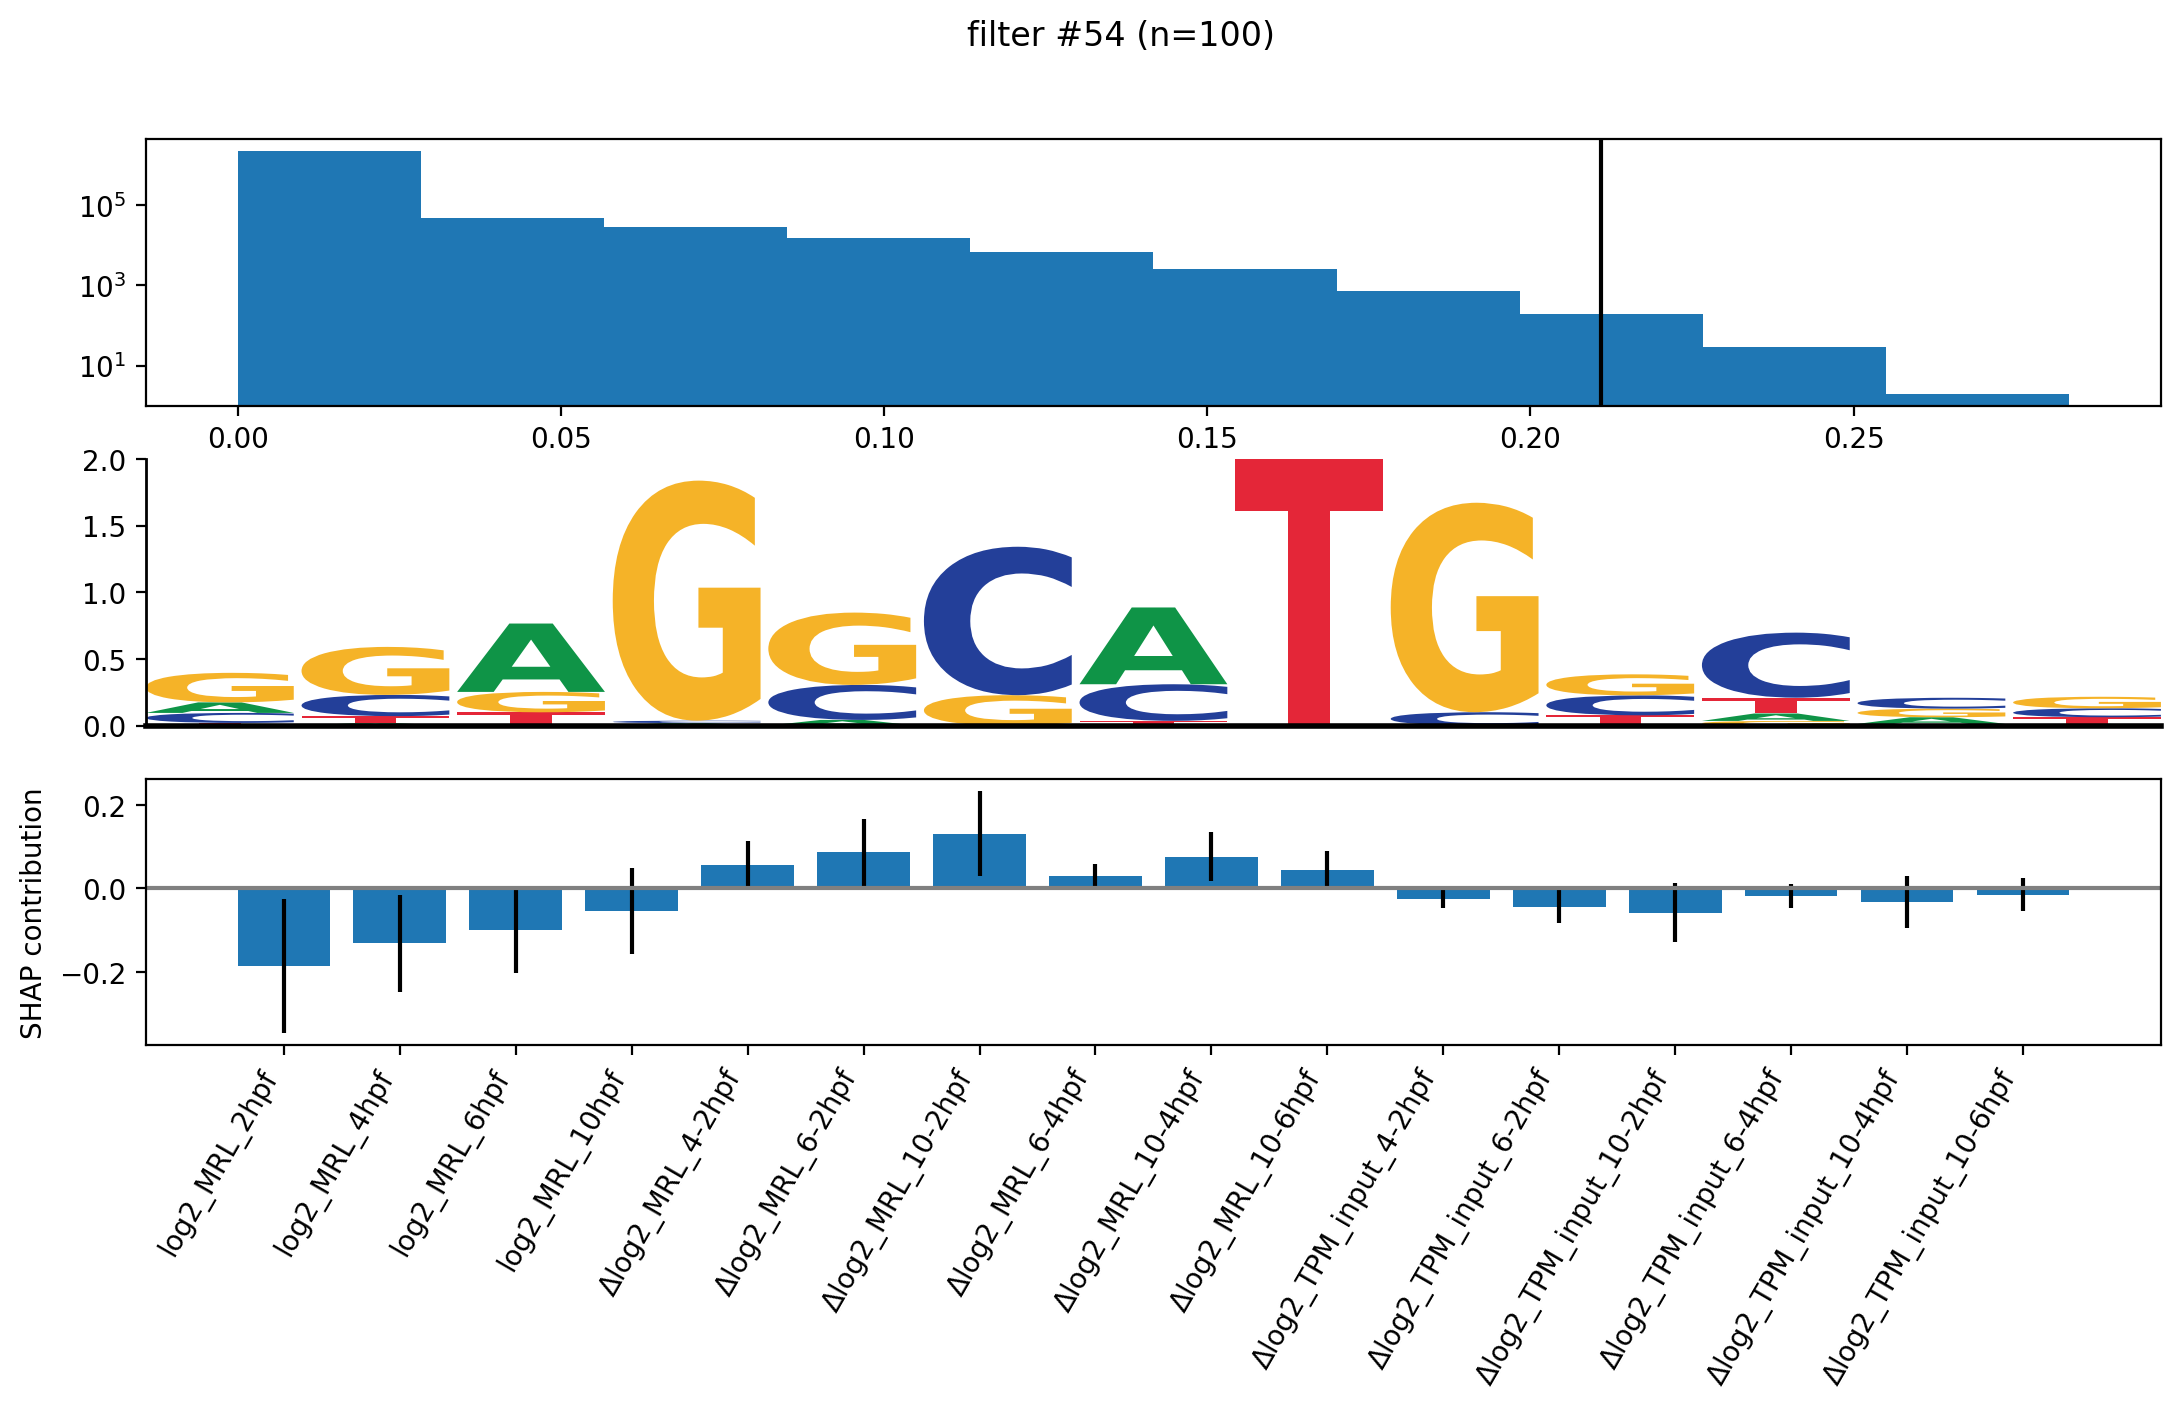 filter #54 (n=100)
10⁵
10³
10¹
0.00 0.05 0.10 0.15 0.20 0.25
2.0
1.5
1.0
0.5
0.0
G A C
G C T
A G T
G C
G C A
C G
A C T
T
G C
G C T
C T A G
C G A
G C T
SHAP contribution
0.2
0.0
−0.2
log2_MRL_2hpf
log2_MRL_4hpf
log2_MRL_6hpf
log2_MRL_10hpf
Δlog2_MRL_4-2hpf
Δlog2_MRL_6-2hpf
Δlog2_MRL_10-2hpf
Δlog2_MRL_6-4hpf
Δlog2_MRL_10-4hpf
Δlog2_MRL_10-6hpf
Δlog2_TPM_input_4-2hpf
Δlog2_TPM_input_6-2hpf
Δlog2_TPM_input_10-2hpf
Δlog2_TPM_input_6-4hpf
Δlog2_TPM_input_10-4hpf
Δlog2_TPM_input_10-6hpf